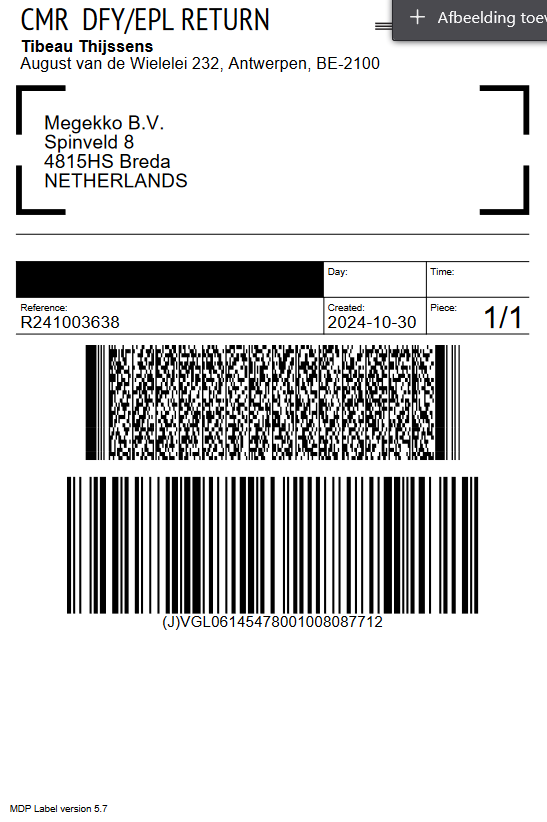 CMR DFY/EPL RETURN
Afbeelding toev
Tibeau Thijssens
August van de Wielelei 232, Antwerpen, BE-2100
Megekko B.V.
Spinveld 8
4815HS Breda
NETHERLANDS
Day:
Time:
Reference:
R241003638
Created:
2024-10-30
Piece:
1/1
(J)VGL06145478001008087712
MDP Label version 5.7